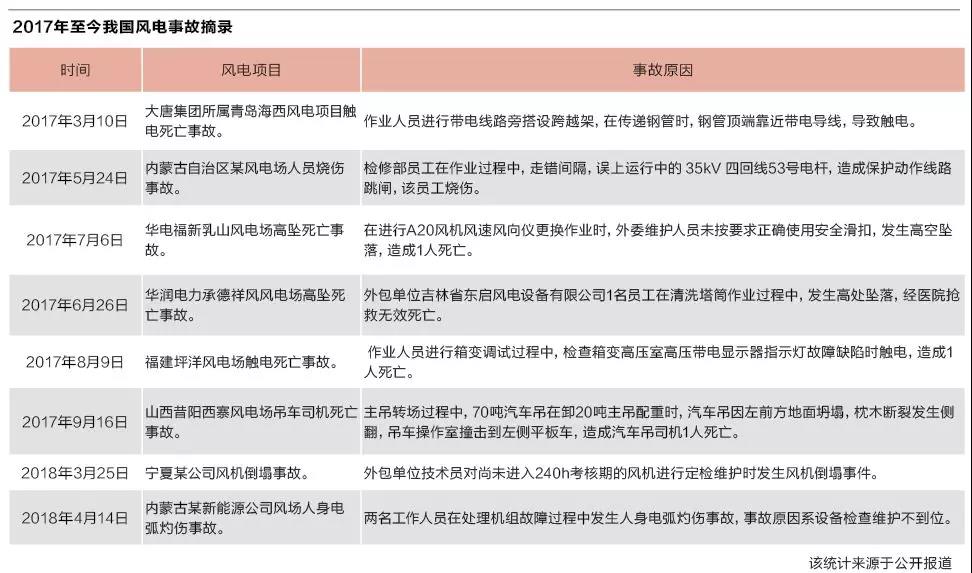 2017年至今我国风电事故摘录
时间 风电项目 事故原因
2017年3月10日 大唐集团所属青岛海西风电项目触
电死亡事故。 作业人员进行带电线路旁搭设跨越架，在传递钢管时，钢管顶端靠近带电导线，导致触电。
2017年5月24日 内蒙古自治区某风电场人员烧伤
事故。 检修部员工在作业过程中，走错间隔，误上运行中的 35kV 四回线53号电杆，造成保护动作线路
跳闸，该员工烧伤。
2017年7月6日 华电福新乳山风电场高坠死亡事
故。 在进行A20风机风速风向仪更换作业时，外委维护人员未按要求正确使用安全滑扣，发生高空坠
落，造成1人死亡。
2017年6月26日 华润电力承德祥风风电场高坠死
亡事故。 外包单位吉林省东启风电设备有限公司1名员工在清洗塔筒作业过程中，发生高处坠落，经医院抢
救无效死亡。
2017年8月9日 福建坪洋风电场触电死亡事故。 作业人员进行箱变调试过程中，检查箱变高压室高压带电显示器指示灯故障缺陷时触电，造成1
人死亡。
2017年9月16日 山西昔阳西寨风电场吊车司机死亡
事故。 主吊转场过程中，70吨汽车吊在卸20吨主吊配重时，汽车吊因左前方地面坍塌，枕木断裂发生侧
翻，吊车操作室撞击到左侧平板车，造成汽车吊司机1人死亡。
2018年3月25日 宁夏某公司风机倒塌事故。 外包单位技术员对尚未进入240h考核期的风机进行定检维护时发生风机倒塌事件。
2018年4月14日 内蒙古某新能源公司风场人身电
弧灼伤事故。 两名工作人员在处理机组故障过程中发生人身电弧灼伤事故，事故原因系设备检查维护不到位。
该统计来源于公开报道